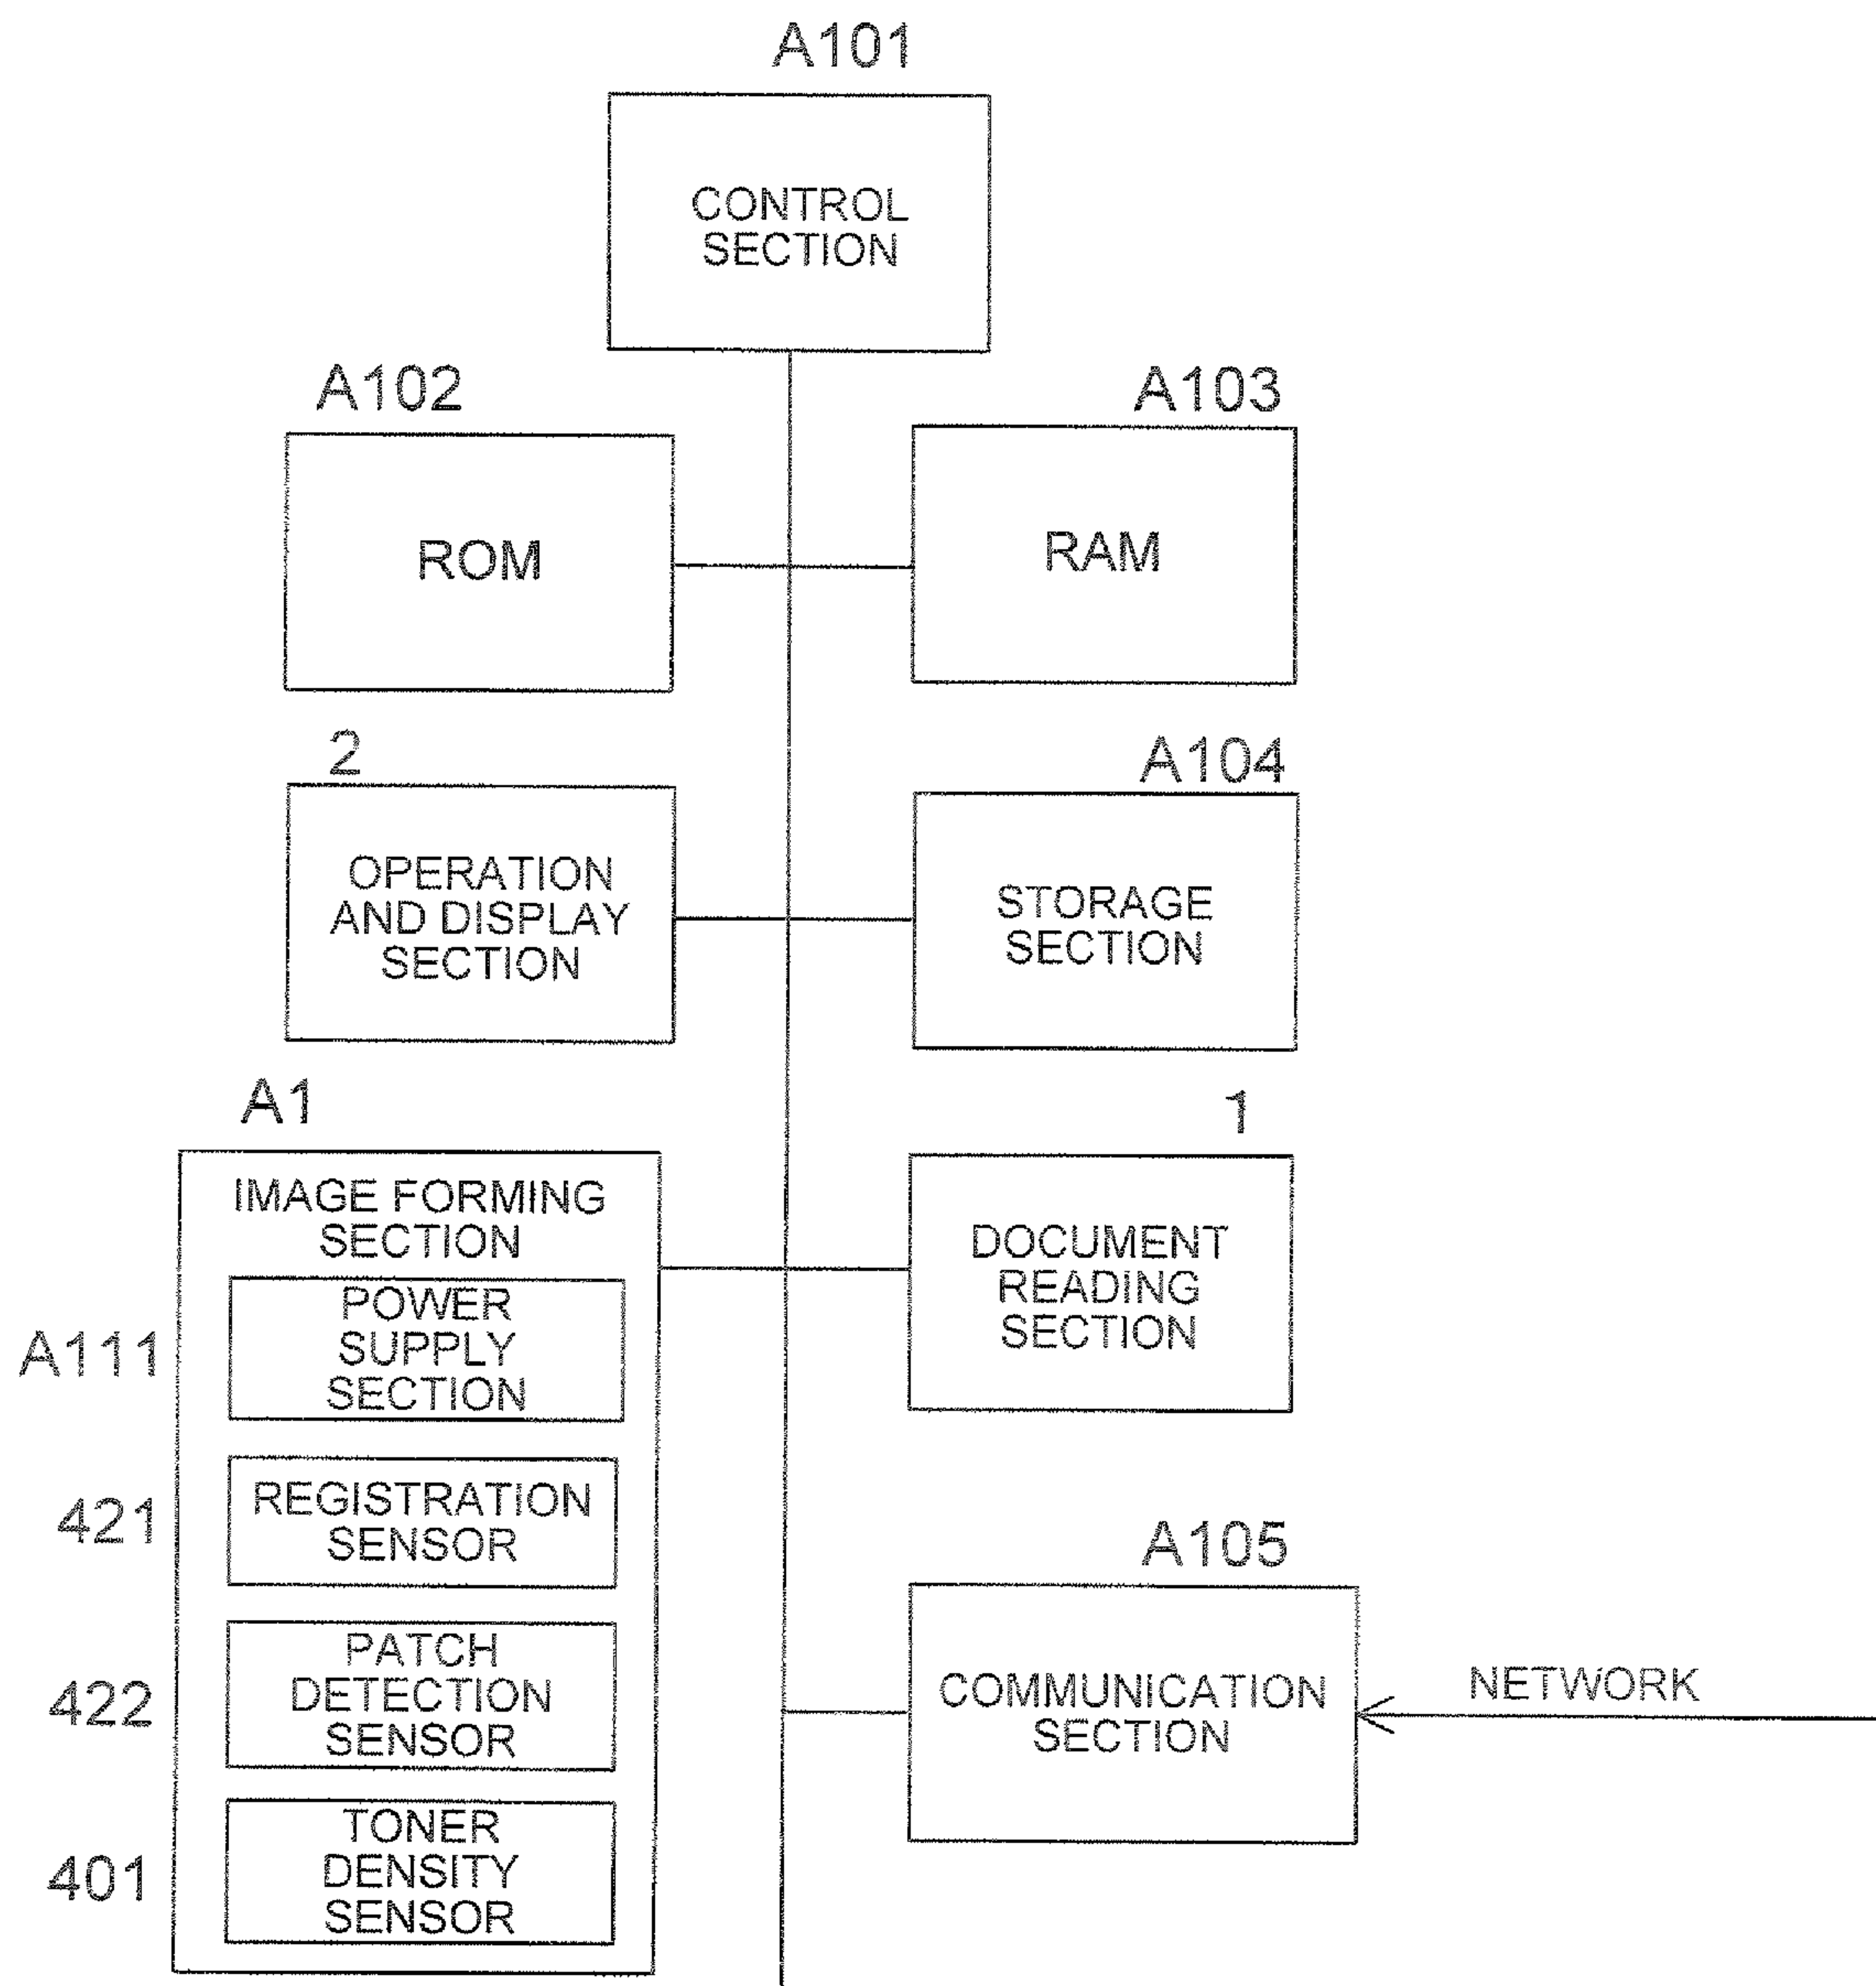 A101
CONTROL
SECTION
A102
ROM
A103
RAM
2
OPERATION
AND DISPLAY
SECTION
A104
STORAGE
SECTION
A1
IMAGE FORMING
SECTION
A111
POWER
SUPPLY
SECTION
421
REGISTRATION
SENSOR
422
PATCH
DETECTION
SENSOR
401
TONER
DENSITY
SENSOR
1
DOCUMENT
READING
SECTION
A105
COMMUNICATION
SECTION
NETWORK